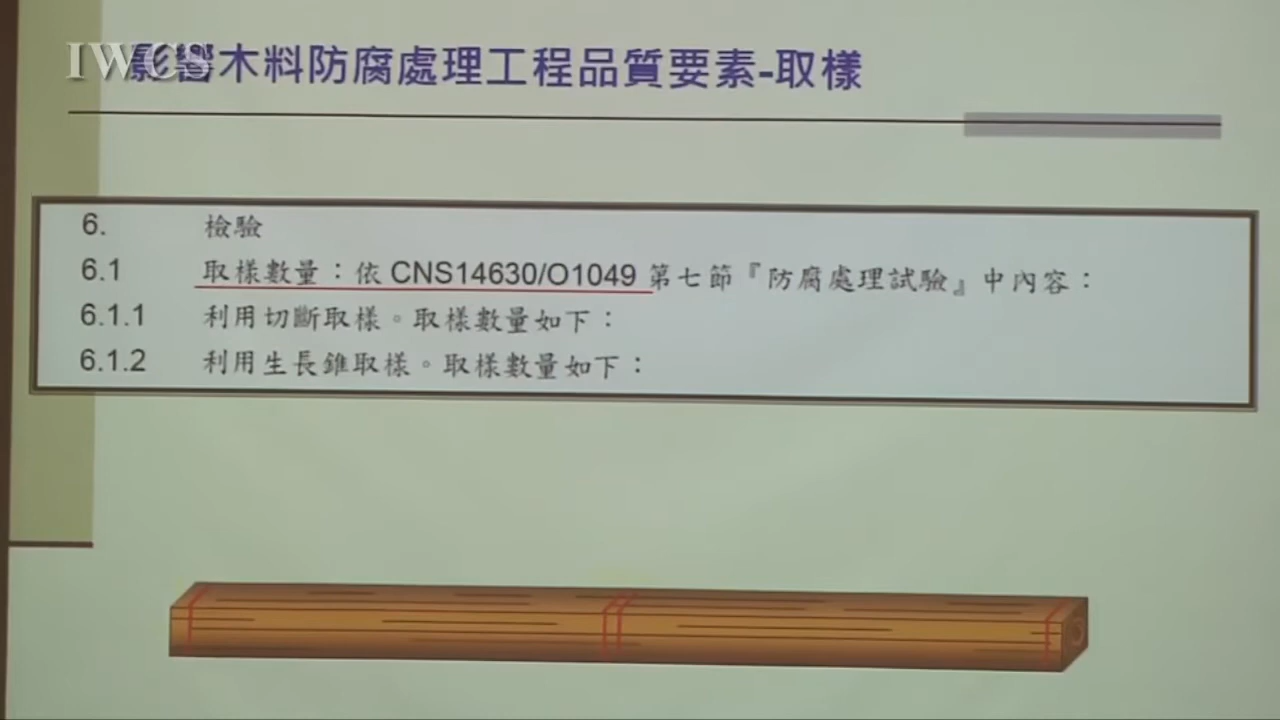 IWCS
影響木料防腐處理工程品質要素-取樣
6. 檢驗
6.1 取樣數量：依 CNS14630/O1049 第七節『防腐處理試驗』中內容：
6.1.1 利用切斷取樣。取樣數量如下：
6.1.2 利用生長錐取樣。取樣數量如下：